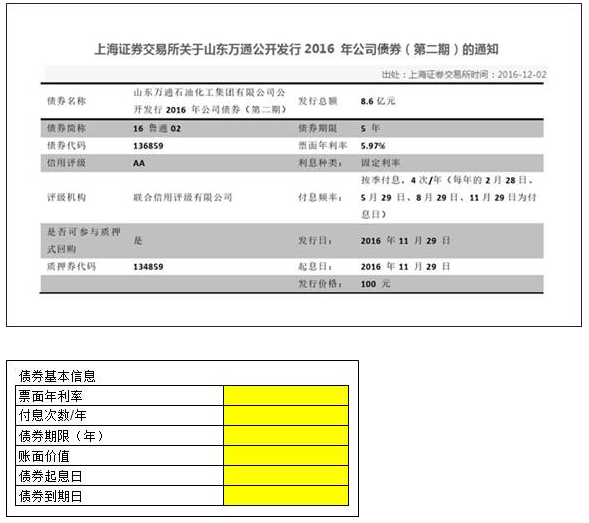 上海证券交易所关于山东万通公开发行 2016 年公司债券（第二期）的通知
出处：上海证券交易所时间：2016-12-02
债券名称 山东万通石油化工集团有限公司公开发行 2016 年公司债券（第二期） 发行总额 8.6 亿元
债券简称 16 鲁通 02 债券期限 5 年
债券代码 136859 票面年利率 5.97%
信用评级 AA 利息种类： 固定利率
评级机构 联合信用评级有限公司 付息频率： 按季付息，4 次/年（每年的 2 月 28 日、
5 月 29 日，8 月 29 日、11 月 29 日为付
息日）
是否可参与质押式回购 是 发行日： 2016 年 11 月 29 日
质押券代码 134859 起息日： 2016 年 11 月 29 日
发行价格： 100 元
债券基本信息
票面年利率
付息次数/年
债券期限（年）
账面价值
债券起息日
债券到期日